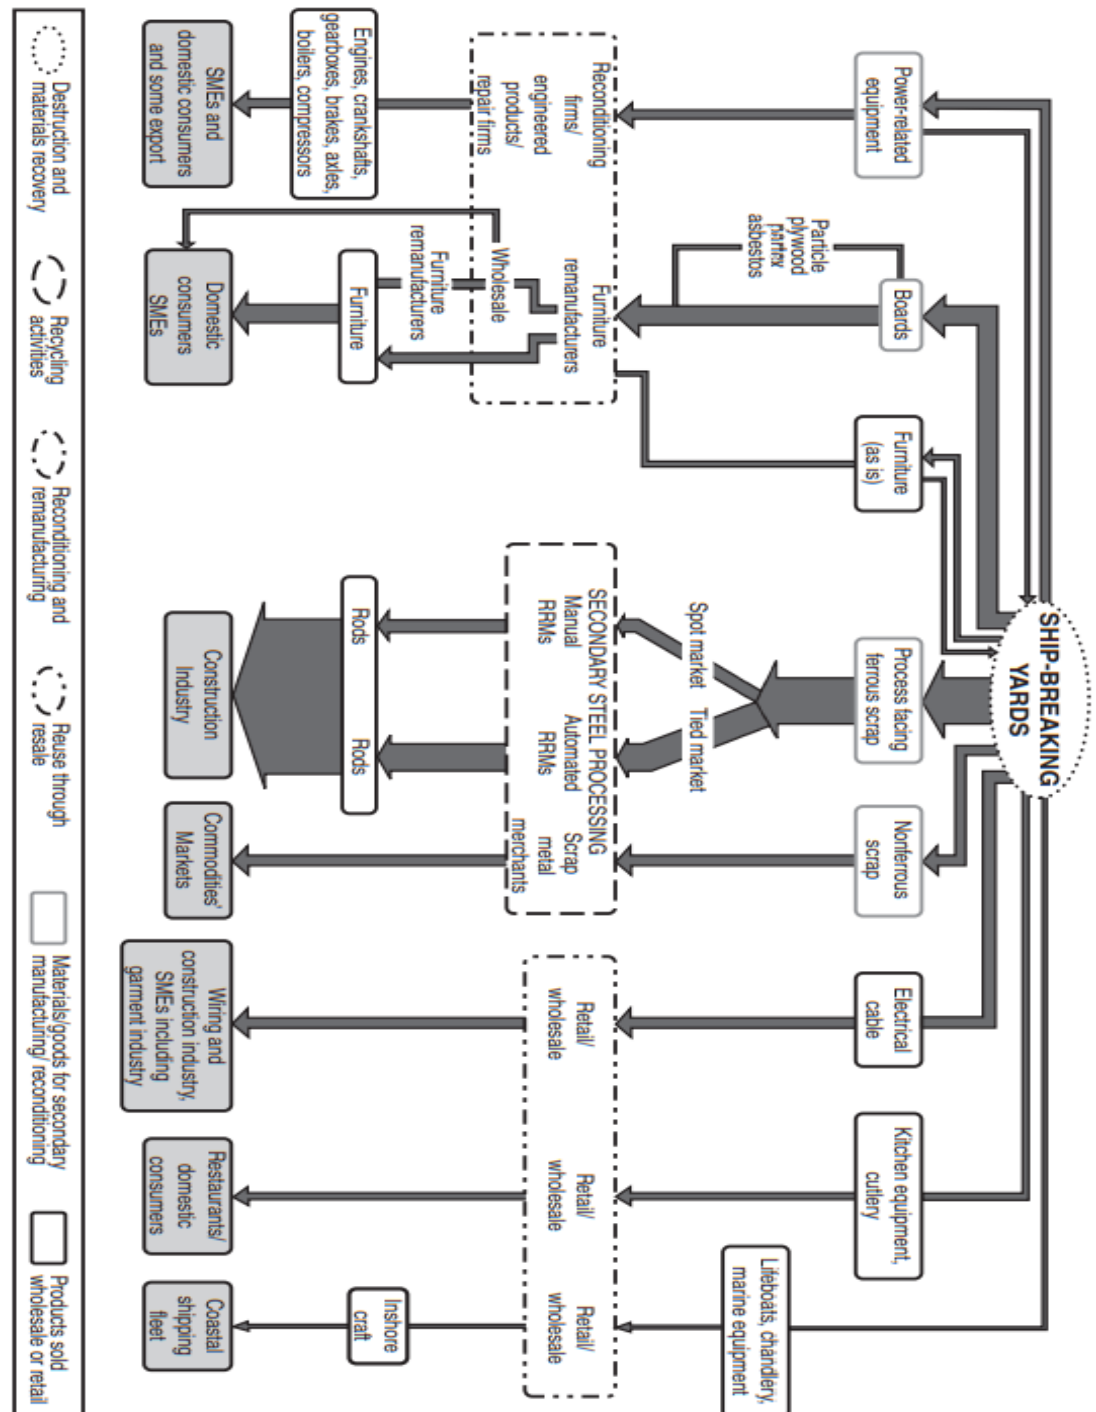 SHIP-BREAKING
YARDS
Power-related
equipment
Boards
Furniture
(as is)
Process facing
ferrous scrap
Nonferrous
scrap
Electrical
cable
Kitchen equipment,
cutlery
Lifeboats, chandlery,
marine equipment
Particle
plywood
partex
asbestos
Spot market
Tied market
Reconditioning
firms/
engineered
products/
repair firms
Furniture
remanufacturers
Wholesale
Furniture
remanufacturers
SECONDARY STEEL PROCESSING
Manual
RRMs
Automated
RRMs
Scrap
metal
merchants
Retail/
wholesale
Retail/
wholesale
Retail/
wholesale
Engines, crankshafts,
gearboxes, brakes, axles,
boilers, compressors
Furniture
Rods
Rods
Inshore
craft
SMEs and
domestic consumers
and some export
Domestic
consumers
SMEs
Construction
Industry
Commodities'
Markets
Wiring and
construction industry,
SMEs including
garment industry
Restaurants/
domestic
consumers
Coastal
shipping
fleet
Destruction and
materials recovery
Recycling
activities
Reconditioning and
remanufacturing
Reuse through
resale
Materials/goods for secondary
manufacturing/ reconditioning
Products sold
wholesale or retail